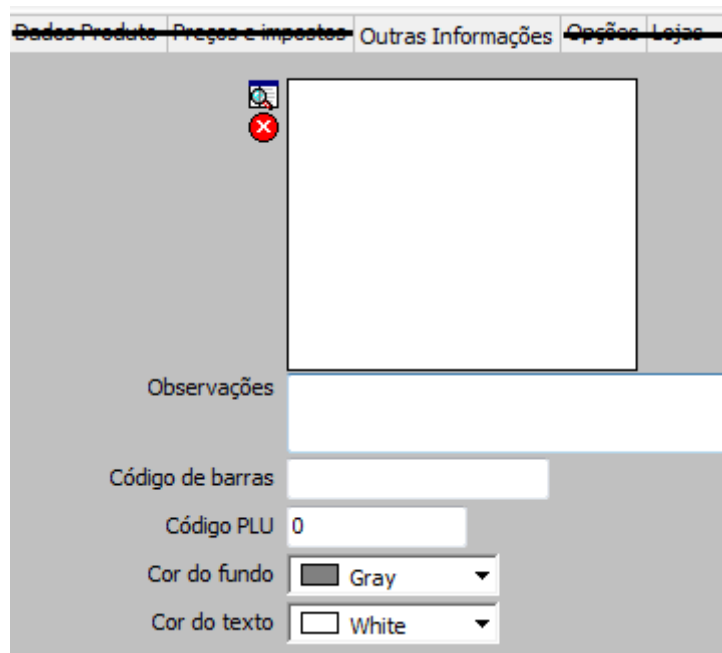 Dados Produto Preços e impostos Outras Informações Opções Lojas
Observações
Código de barras
Código PLU 0
Cor do fundo Gray
Cor do texto White